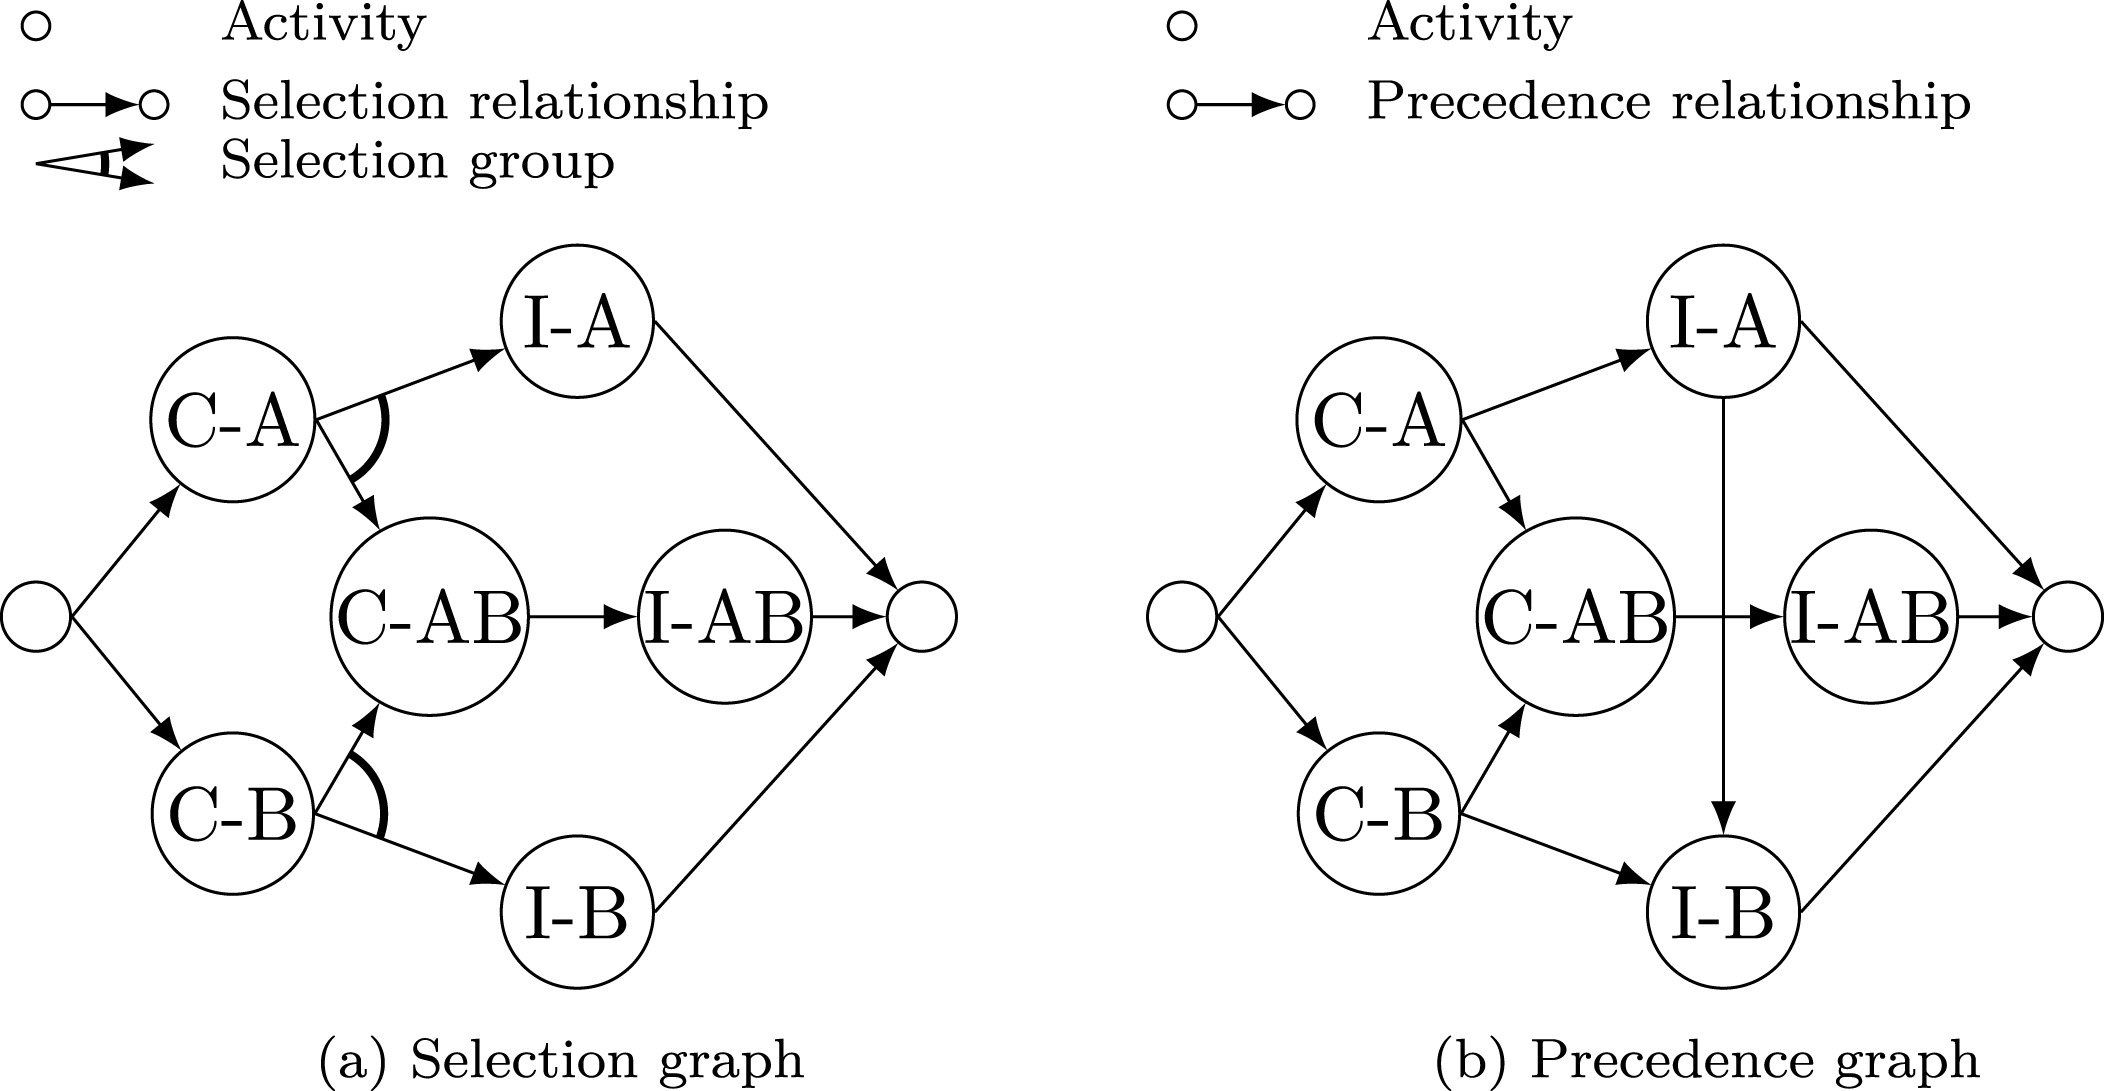 Activity
Selection relationship
Selection group
I-A
C-A
C-AB
I-AB
C-B
I-B
(a) Selection graph
Activity
Precedence relationship
I-A
C-A
C-AB
I-AB
C-B
I-B
(b) Precedence graph